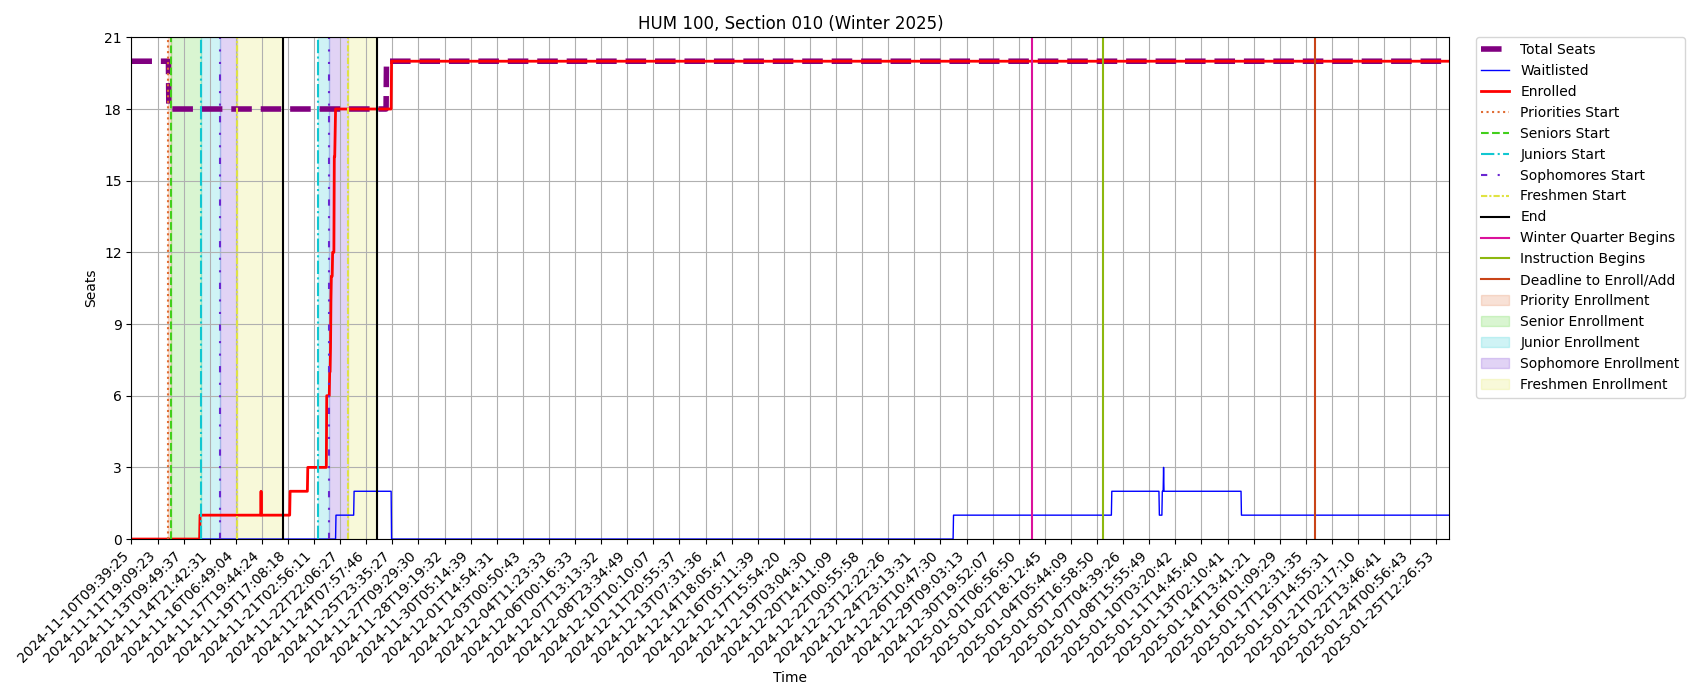 HUM 100, Section 010 (Winter 2025)
21
18
15
12
9
6
3
0
Seats
2024-11-10T09:39:25
2024-11-11T19:09:23
2024-11-13T09:49:37
2024-11-14T21:42:31
2024-11-16T06:49:04
2024-11-17T19:44:24
2024-11-19T17:08:18
2024-11-21T02:56:11
2024-11-22T22:06:27
2024-11-24T07:57:46
2024-11-25T23:35:27
2024-11-27T09:29:30
2024-11-28T19:19:32
2024-11-30T05:14:39
2024-12-01T14:54:31
2024-12-03T00:50:43
2024-12-04T11:23:33
2024-12-06T00:16:33
2024-12-07T13:13:32
2024-12-08T23:34:49
2024-12-10T10:10:07
2024-12-11T20:55:37
2024-12-13T07:31:36
2024-12-14T18:05:47
2024-12-16T05:11:39
2024-12-17T15:54:20
2024-12-19T03:04:30
2024-12-20T14:11:09
2024-12-22T00:55:58
2024-12-23T12:22:26
2024-12-24T23:13:31
2024-12-26T10:47:30
2024-12-29T09:03:13
2024-12-30T19:52:07
2025-01-01T06:56:50
2025-01-02T18:12:45
2025-01-04T05:44:09
2025-01-05T16:58:50
2025-01-07T04:39:26
2025-01-08T15:55:49
2025-01-10T03:20:42
2025-01-11T14:45:40
2025-01-13T02:10:41
2025-01-14T13:41:21
2025-01-16T01:09:29
2025-01-17T12:31:35
2025-01-19T14:55:31
2025-01-21T02:17:10
2025-01-22T13:46:41
2025-01-24T00:56:43
2025-01-25T12:26:53
Time
Total Seats
Waitlisted
Enrolled
Priorities Start
Seniors Start
Juniors Start
Sophomores Start
Freshmen Start
End
Winter Quarter Begins
Instruction Begins
Deadline to Enroll/Add
Priority Enrollment
Senior Enrollment
Junior Enrollment
Sophomore Enrollment
Freshmen Enrollment